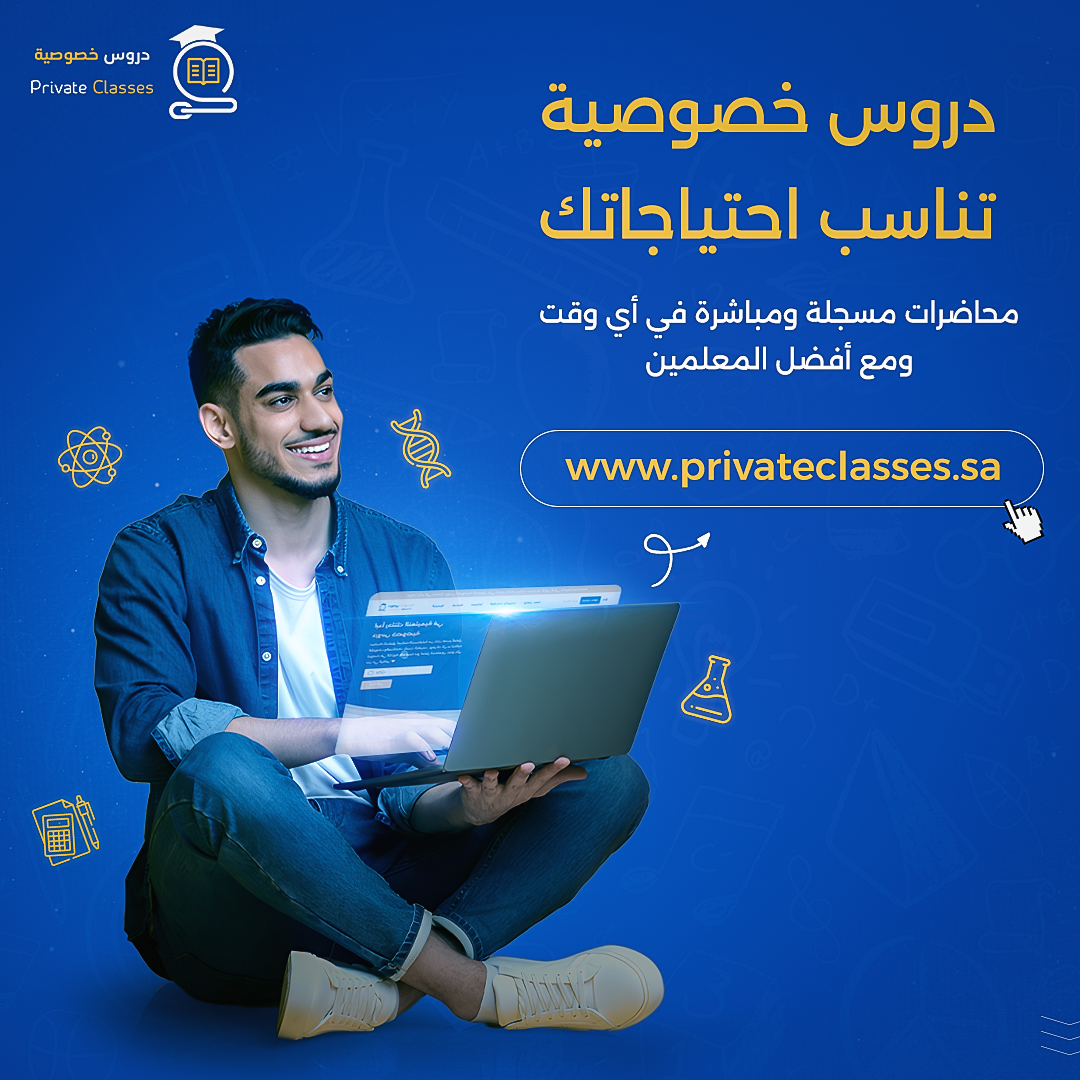 دروس خصوصية
Private Classes
دروس خصوصية
تناسب احتياجاتك
محاضرات مسجلة ومباشرة في أي وقت
ومع أفضل المعلمين
www.privateclasses.sa